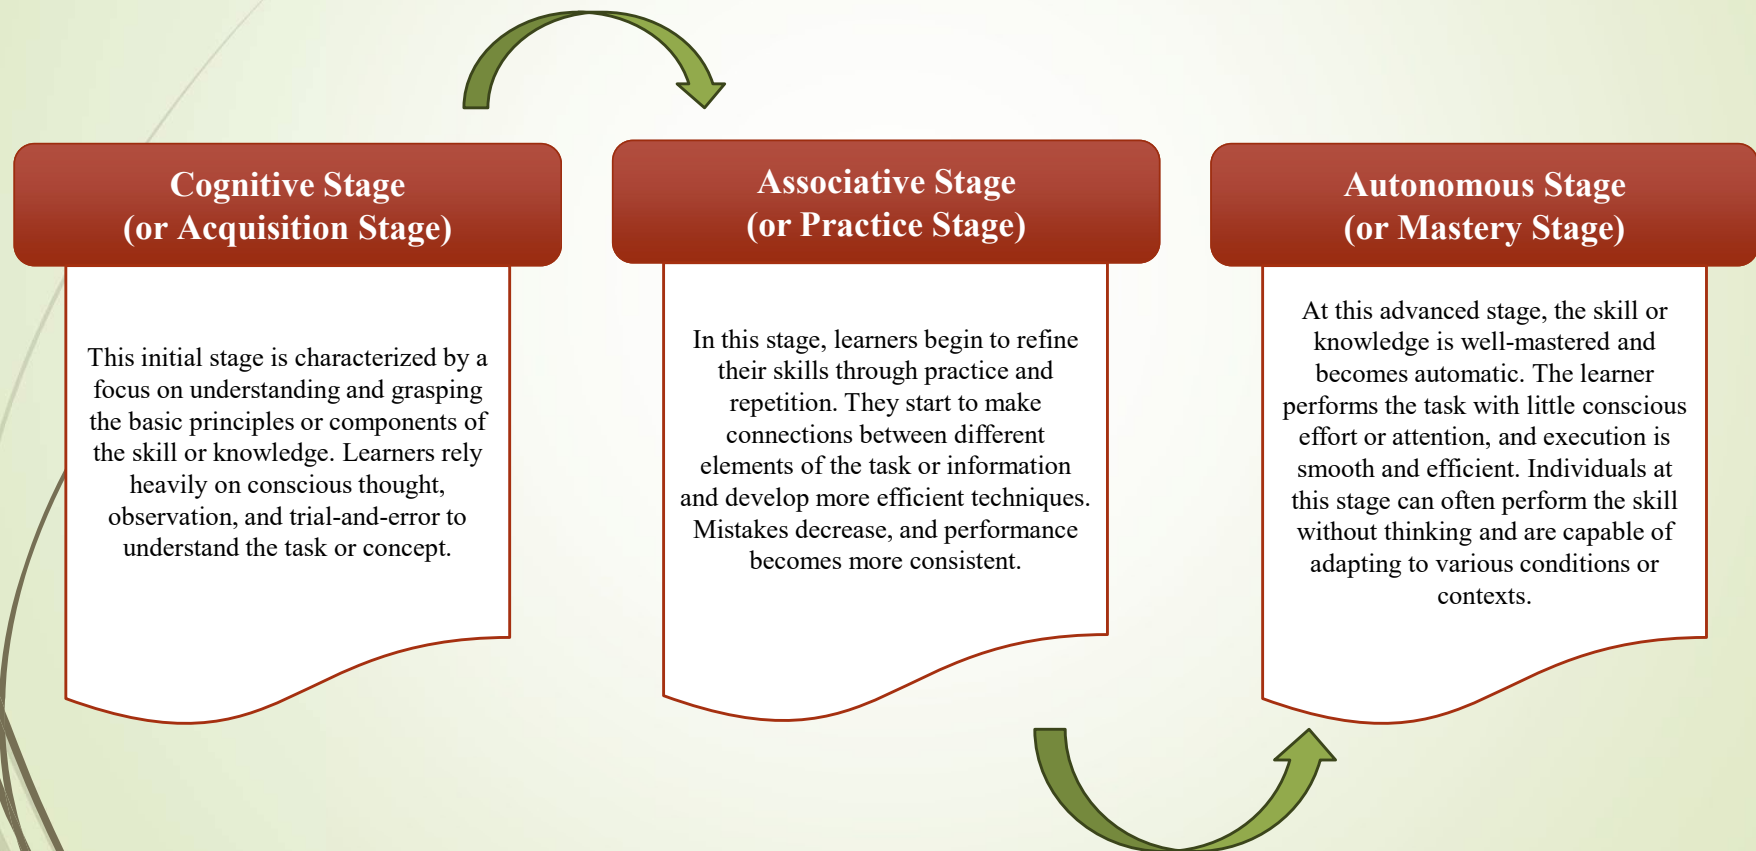 Cognitive Stage
(or Acquisition Stage)
This initial stage is characterized by a
focus on understanding and grasping
the basic principles or components of
the skill or knowledge. Learners rely
heavily on conscious thought,
observation, and trial-and-error to
understand the task or concept.
Associative Stage
(or Practice Stage)
In this stage, learners begin to refine
their skills through practice and
repetition. They start to make
connections between different
elements of the task or information
and develop more efficient techniques.
Mistakes decrease, and performance
becomes more consistent.
Autonomous Stage
(or Mastery Stage)
At this advanced stage, the skill or
knowledge is well-mastered and
becomes automatic. The learner
performs the task with little conscious
effort or attention, and execution is
smooth and efficient. Individuals at
this stage can often perform the skill
without thinking and are capable of
adapting to various conditions or
contexts.